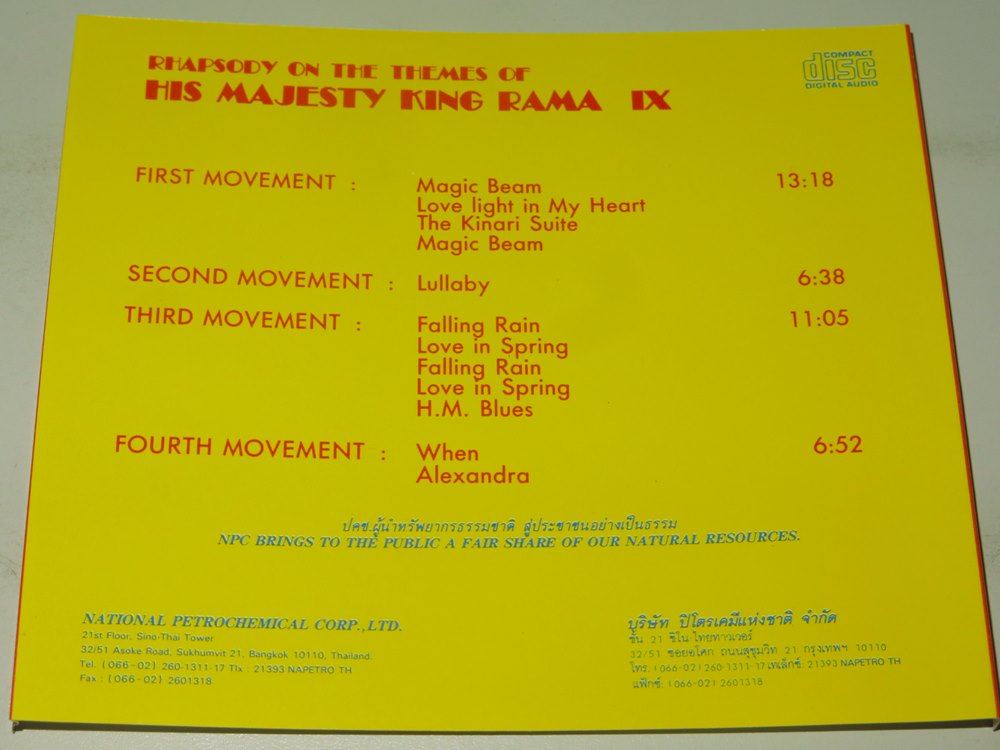 RHAPSODY ON THE THEMES OF
HIS MAJESTY KING RAMA IX
COMPACT
disc
DIGITAL AUDIO
FIRST MOVEMENT : Magic Beam 13:18
Love light in My Heart
The Kinari Suite
Magic Beam
SECOND MOVEMENT : Lullaby 6:38
THIRD MOVEMENT : Falling Rain 11:05
Love in Spring
Falling Rain
Love in Spring
H.M. Blues
FOURTH MOVEMENT : When 6:52
Alexandra
ปคช.ผู้นำทรัพยากรธรรมชาติ สู่ประชาชนอย่างเป็นธรรม
NPC BRINGS TO THE PUBLIC A FAIR SHARE OF OUR NATURAL RESOURCES.
NATIONAL PETROCHEMICAL CORP.,LTD.
21st Floor, Sino-Thai Tower
32/51 Asoke Road, Sukhumvit 21, Bangkok 10110, Thailand.
Tel. (066-02) 260-1311-17 Tlx : 21393 NAPETRO TH
Fax : (066-02) 2601318
บริษัท ปิโตรเคมีแห่งชาติ จำกัด
ชั้น 21 ซิโน-ไทยทาวเวอร์
32/51 ซอยอโศก ถนนสุขุมวิท 21 กรุงเทพฯ 10110
โทร. (066-02) 260-1311-17 เทเล็กซ์: 21393 NAPETRO TH
แฟ็กซ์: (066-02) 2601318